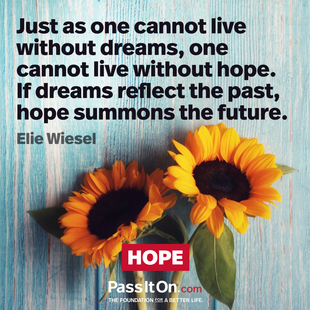 Just as one cannot live
without dreams, one
cannot live without hope.
If dreams reflect the past,
hope summons the future.
Elie Wiesel
HOPE
PassItOn.com
THE FOUNDATION FOR A BETTER LIFE.